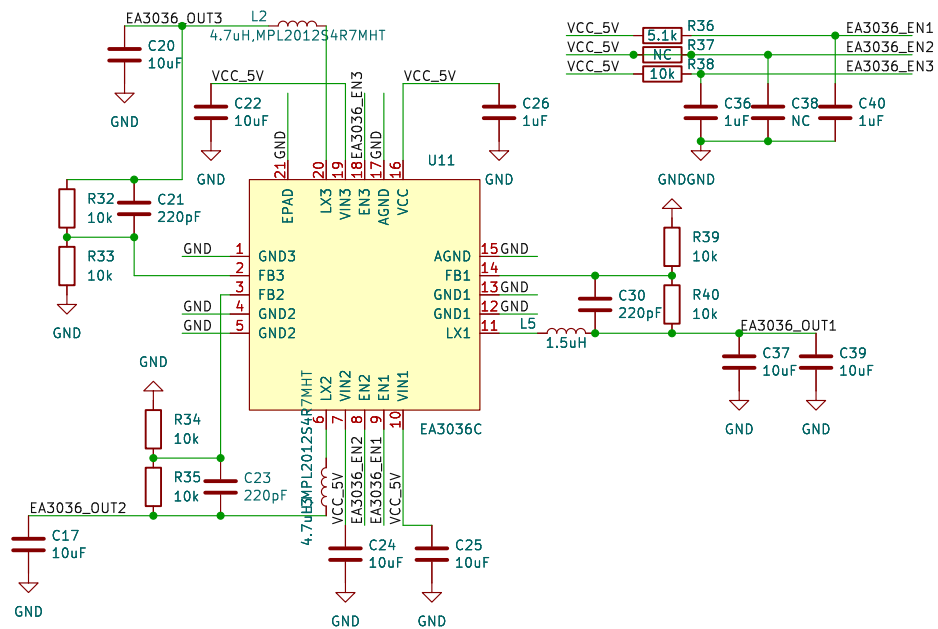 EA3036_OUT3
L2
4.7uH,MPL2012S4R7MHT
C20
10uF
GND
VCC_5V
C22
10uF
GND
VCC_5V
C26
1uF
GND
VCC_5V
5.1k
R36
EA3036_EN1
VCC_5V
NC
R37
EA3036_EN2
VCC_5V
10k
R38
EA3036_EN3
C36
1uF
C38
NC
C40
1uF
GND
GND
GND
EA3036_EN3
GND
21
20
19
18
17
16
U11
EPAD
LX3
VIN3
EN3
AGND
VCC
R32
10k
C21
220pF
R33
10k
GND
GND
1
GND3
2
FB3
3
FB2
GND
4
GND2
GND
5
GND2
AGND
15
GND
FB1
14
GND1
13
GND
GND1
12
GND
LX1
11
L5
1.5uH
R39
10k
C30
220pF
R40
10k
EA3036_OUT1
C37
10uF
C39
10uF
GND
GND
LX2
VIN2
EN2
EN1
VIN1
6
7
8
9
10
EA3036C
GND
R34
10k
R35
10k
C23
220pF
EA3036_OUT2
C17
10uF
GND
4.7uH,MPL2012S4R7MHT
VCC_5V
EA3036_EN2
EA3036_EN1
VCC_5V
C24
10uF
GND
C25
10uF
GND